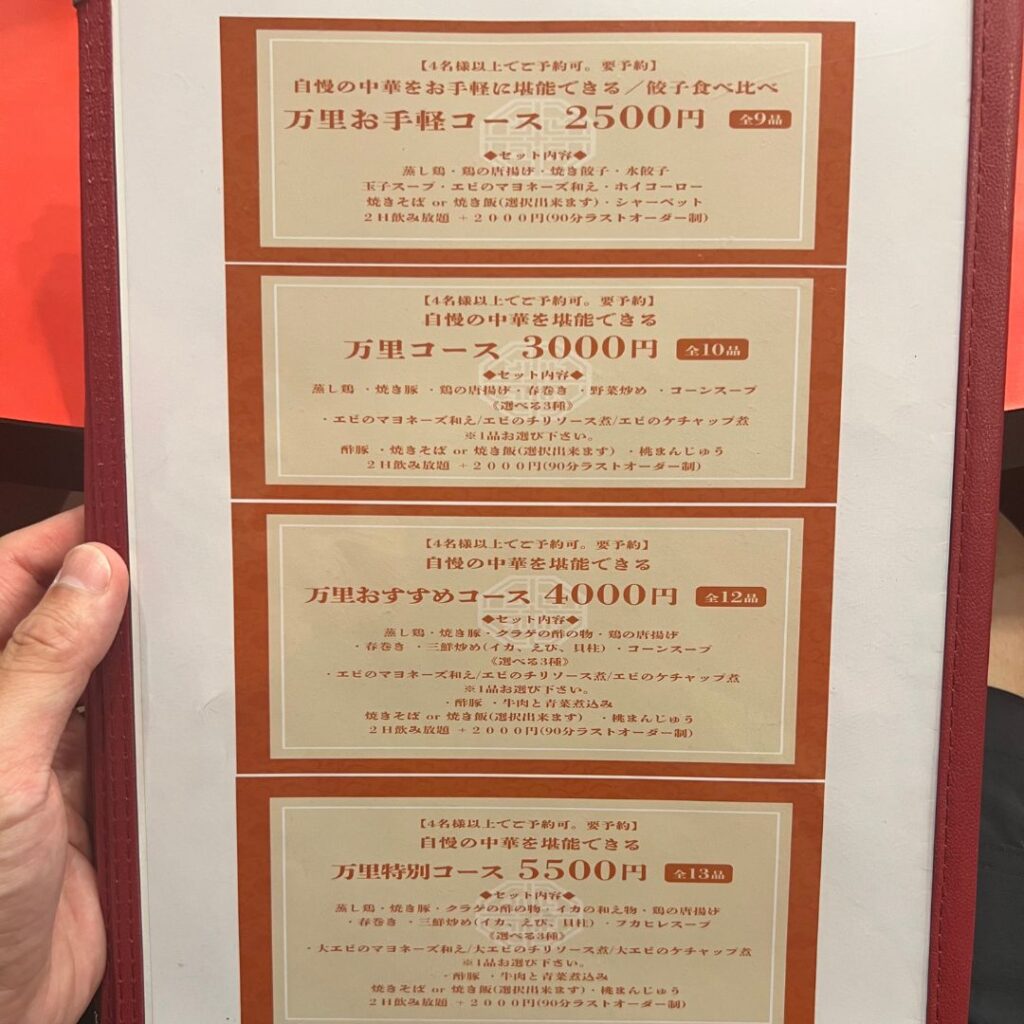 【4名様以上でご予約可。要予約】
自慢の中華をお手軽に堪能できる／餃子食べ比べ
万里お手軽コース 2500円 全9品
◆セット内容◆
蒸し鶏・鶏の唐揚げ・焼き餃子・水餃子
玉子スープ・エビのマヨネーズ和え・ホイコーロー
焼きそば or 焼き飯(選択出来ます)・シャーベット
2H飲み放題 +2000円(90分ラストオーダー制)
【4名様以上でご予約可。要予約】
自慢の中華を堪能できる
万里コース 3000円 全10品
◆セット内容◆
蒸し鶏・焼き豚・鶏の唐揚げ・春巻き・野菜炒め・コーンスープ
《選べる3種》
・エビのマヨネーズ和え/エビのチリソース煮/エビのケチャップ煮
※1品お選び下さい。
酢豚・焼きそば or 焼き飯(選択出来ます)・桃まんじゅう
2H飲み放題 +2000円(90分ラストオーダー制)
【4名様以上でご予約可。要予約】
自慢の中華を堪能できる
万里おすすめコース 4000円 全12品
◆セット内容◆
蒸し鶏・焼き豚・クラゲの酢の物・鶏の唐揚げ
・春巻き・三鮮炒め(イカ、えび、貝柱)・コーンスープ
《選べる3種》
・エビのマヨネーズ和え/エビのチリソース煮/エビのケチャップ煮
※1品お選び下さい。
・酢豚・牛肉と青菜煮込み
焼きそば or 焼き飯(選択出来ます)・桃まんじゅう
2H飲み放題 +2000円(90分ラストオーダー制)
【4名様以上でご予約可。要予約】
自慢の中華を堪能できる
万里特別コース 5500円 全13品
◆セット内容◆
蒸し鶏・焼き豚・クラゲの酢の物・イカの和え物・鶏の唐揚げ
・春巻き・三鮮炒め(イカ、えび、貝柱)・フカヒレスープ
《選べる3種》
・大エビのマヨネーズ和え/大エビのチリソース煮/大エビのケチャップ煮
※1品お選び下さい。
・酢豚・牛肉と青菜煮込み
焼きそば or 焼き飯(選択出来ます)・桃まんじゅう
2H飲み放題 +2000円(90分ラストオーダー制)